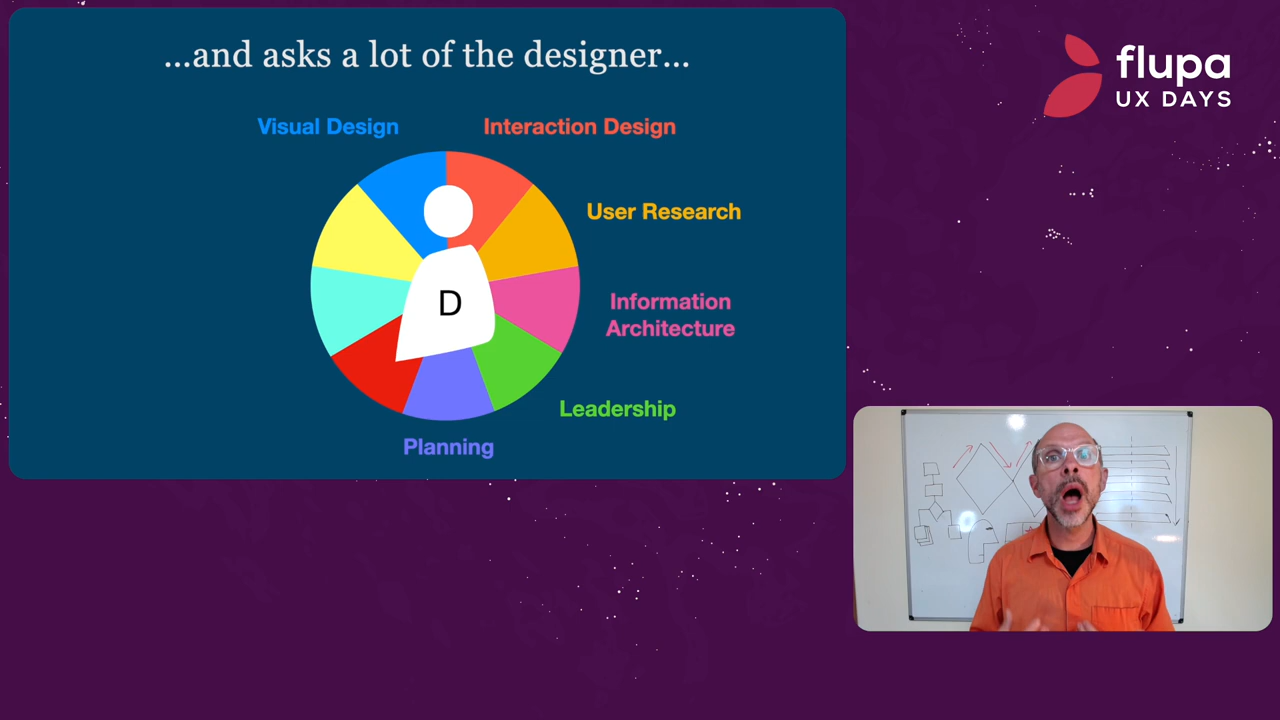 ...and asks a lot of the designer...
Visual Design
Interaction Design
User Research
Information
Architecture
Leadership
Planning
D
flupa
UX DAYS